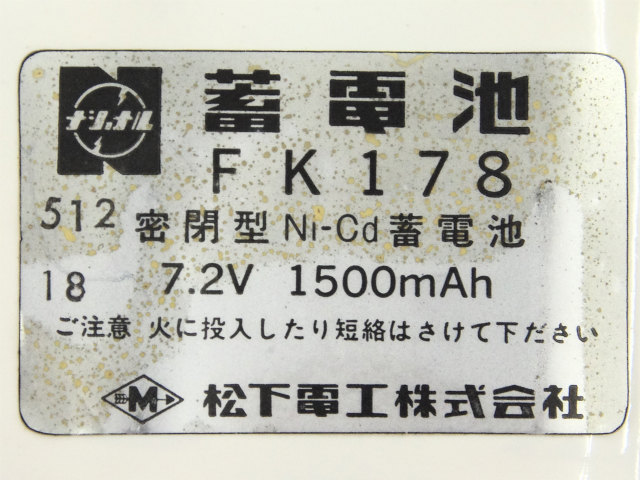 ナショナル
蓄電池
FK178
512
密閉型Ni-Cd蓄電池
18
7.2V 1500mAh
ご注意 火に投入したり短絡はさけて下ださい
M 松下電工株式会社